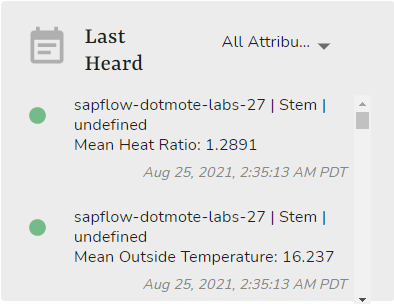 Last
Heard
All Attribu...
sapflow-dotmote-labs-27 | Stem |
undefined
Mean Heat Ratio: 1.2891
Aug 25, 2021, 2:35:13 AM PDT
sapflow-dotmote-labs-27 | Stem |
undefined
Mean Outside Temperature: 16.237
Aug 25, 2021, 2:35:13 AM PDT